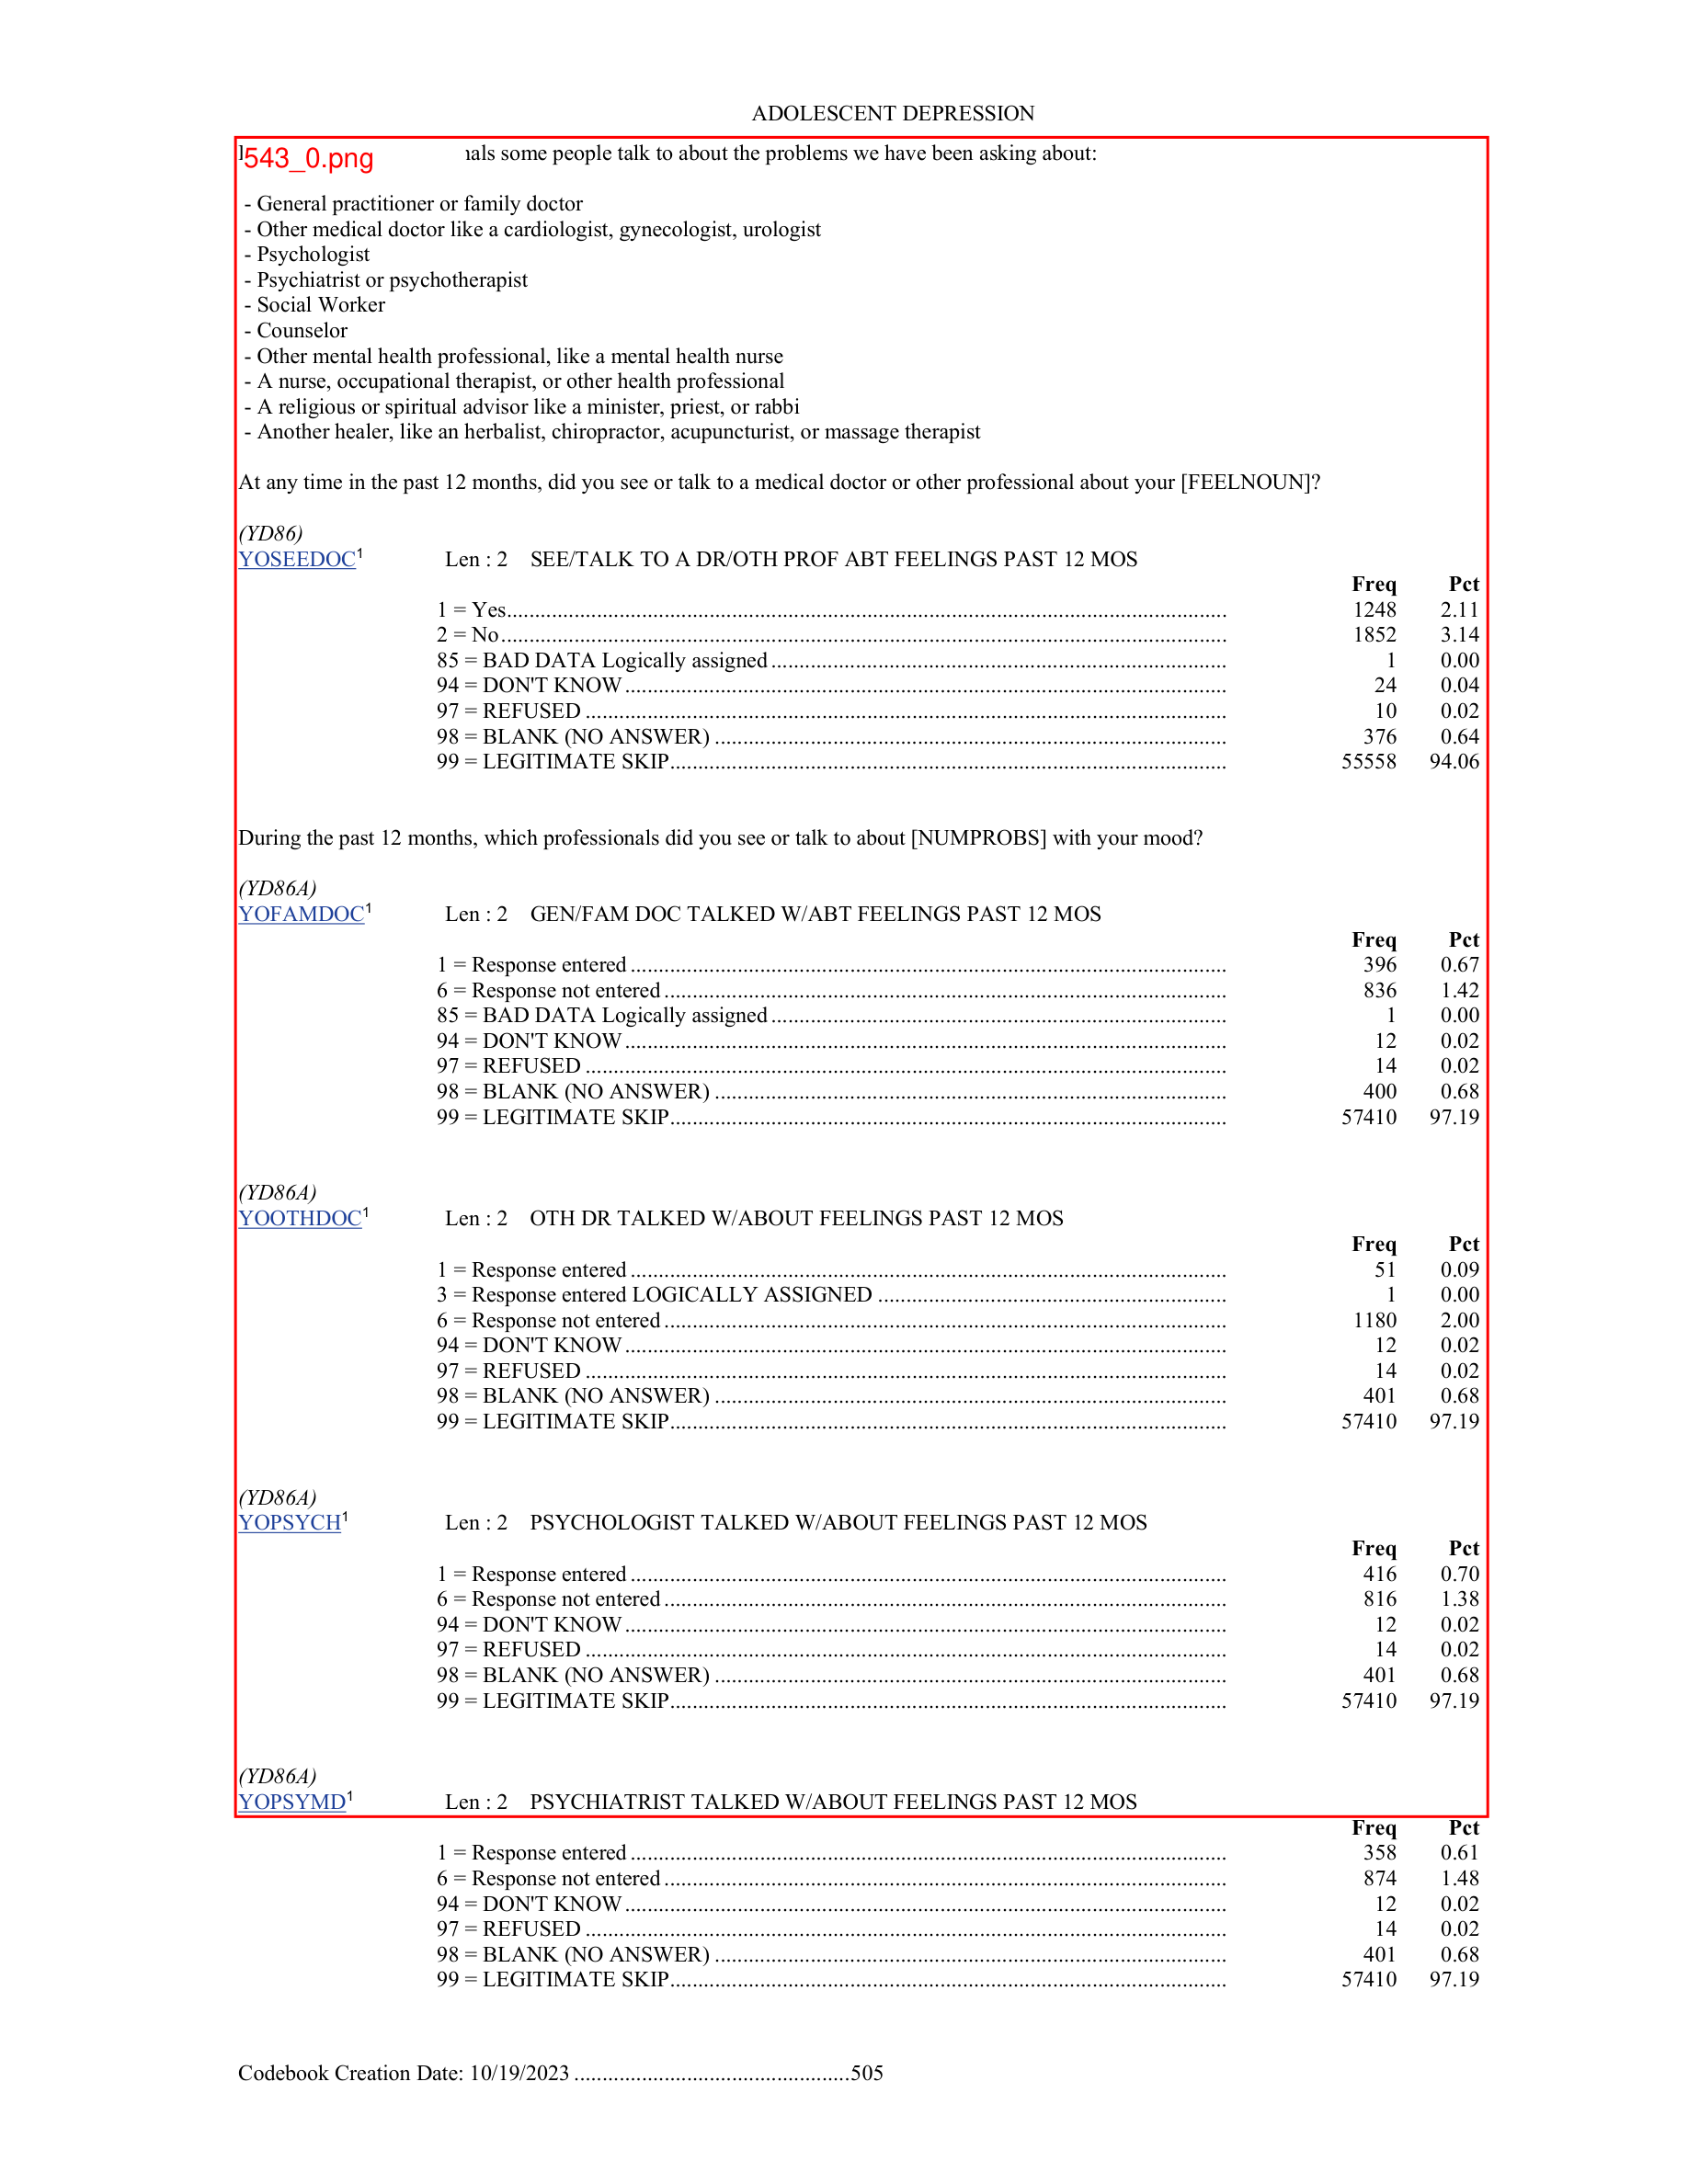 ADOLESCENT DEPRESSION
543_0.png
some people talk to about the problems we have been asking about:
- General practitioner or family doctor
- Other medical doctor like a cardiologist, gynecologist, urologist
- Psychologist
- Psychiatrist or psychotherapist
- Social Worker
- Counselor
- Other mental health professional, like a mental health nurse
- A nurse, occupational therapist, or other health professional
- A religious or spiritual advisor like a minister, priest, or rabbi
- Another healer, like an herbalist, chiropractor, acupuncturist, or massage therapist
At any time in the past 12 months, did you see or talk to a medical doctor or other professional about your [FEELNOUN]?
(YD86)
YOSEEDOC¹ Len : 2 SEE/TALK TO A DR/OTH PROF ABT FEELINGS PAST 12 MOS
Freq Pct
1 = Yes 1248 2.11
2 = No 1852 3.14
85 = BAD DATA Logically assigned 1 0.00
94 = DON'T KNOW 24 0.04
97 = REFUSED 10 0.02
98 = BLANK (NO ANSWER) 376 0.64
99 = LEGITIMATE SKIP 55558 94.06
During the past 12 months, which professionals did you see or talk to about [NUMPROBS] with your mood?
(YD86A)
YOFAMDOC¹ Len : 2 GEN/FAM DOC TALKED W/ABT FEELINGS PAST 12 MOS
Freq Pct
1 = Response entered 396 0.67
6 = Response not entered 836 1.42
85 = BAD DATA Logically assigned 1 0.00
94 = DON'T KNOW 12 0.02
97 = REFUSED 14 0.02
98 = BLANK (NO ANSWER) 400 0.68
99 = LEGITIMATE SKIP 57410 97.19
(YD86A)
YOOTHDOC¹ Len : 2 OTH DR TALKED W/ABOUT FEELINGS PAST 12 MOS
Freq Pct
1 = Response entered 51 0.09
3 = Response entered LOGICALLY ASSIGNED 1 0.00
6 = Response not entered 1180 2.00
94 = DON'T KNOW 12 0.02
97 = REFUSED 14 0.02
98 = BLANK (NO ANSWER) 401 0.68
99 = LEGITIMATE SKIP 57410 97.19
(YD86A)
YOPSYCH¹ Len : 2 PSYCHOLOGIST TALKED W/ABOUT FEELINGS PAST 12 MOS
Freq Pct
1 = Response entered 416 0.70
6 = Response not entered 816 1.38
94 = DON'T KNOW 12 0.02
97 = REFUSED 14 0.02
98 = BLANK (NO ANSWER) 401 0.68
99 = LEGITIMATE SKIP 57410 97.19
(YD86A)
YOPSYMD¹ Len : 2 PSYCHIATRIST TALKED W/ABOUT FEELINGS PAST 12 MOS
Freq Pct
1 = Response entered 358 0.61
6 = Response not entered 874 1.48
94 = DON'T KNOW 12 0.02
97 = REFUSED 14 0.02
98 = BLANK (NO ANSWER) 401 0.68
99 = LEGITIMATE SKIP 57410 97.19
Codebook Creation Date: 10/19/2023 .................................................505